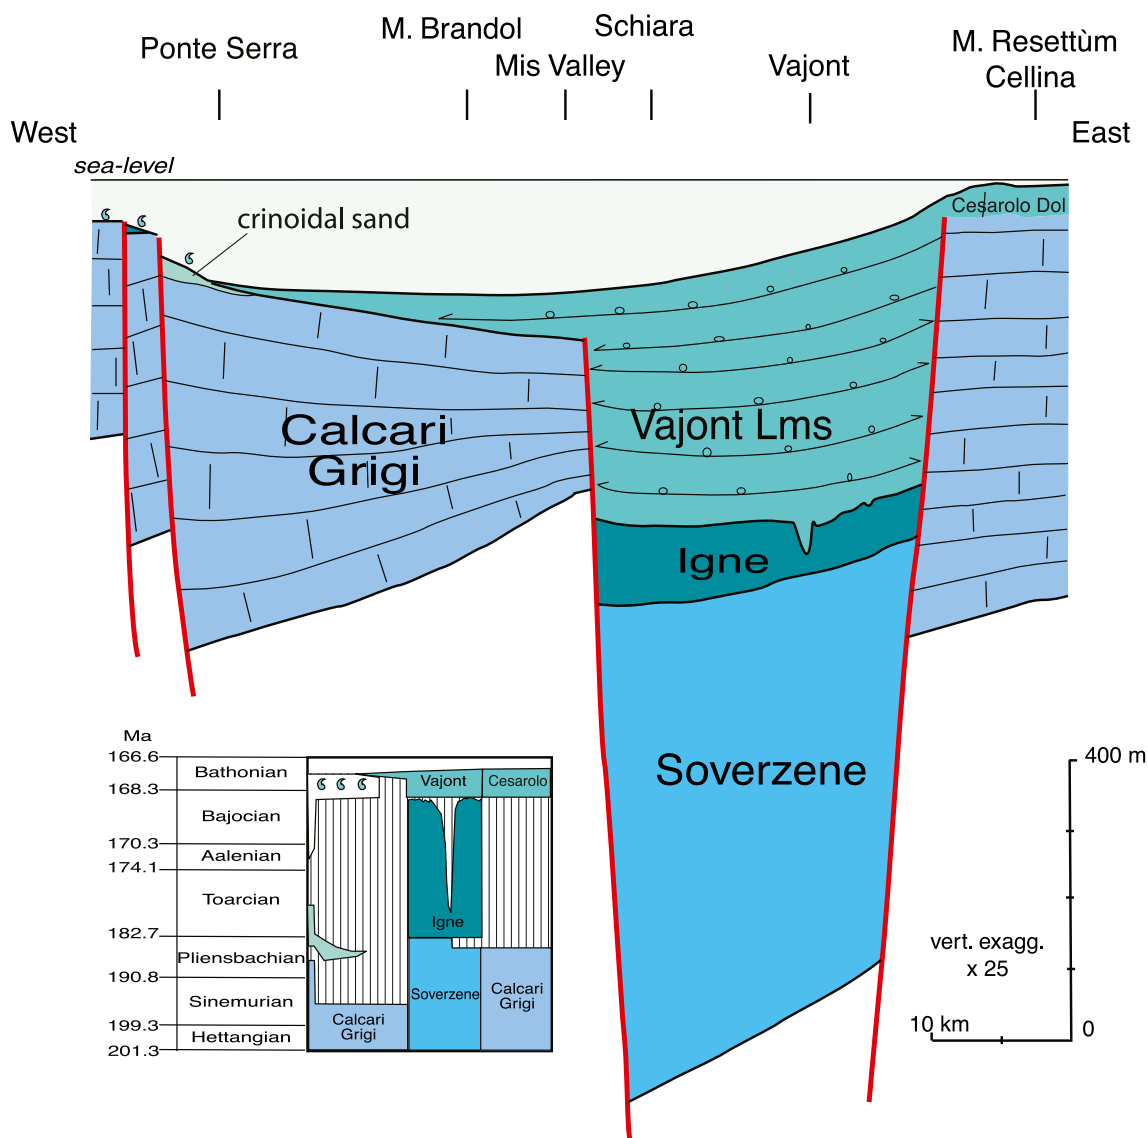 Schiara
M. Brandol
Ponte Serra
M. Resettùm
Mis Valley
Vajont
Cellina
West
East
sea-level
crinoidal sand
Cesarolo Dol
Calcari
Grigi
Vajont Lms
Igne
Soverzene
Ma
166.6
Bathonian
168.3
Bajocian
170.3
Aalenian
174.1
Toarcian
182.7
Pliensbachian
190.8
Sinemurian
199.3
Hettangian
201.3
Vajont
Cesarolo
Igne
Soverzene
Calcari
Grigi
Calcari
Grigi
400 m
vert. exagg.
x 25
10 km
0